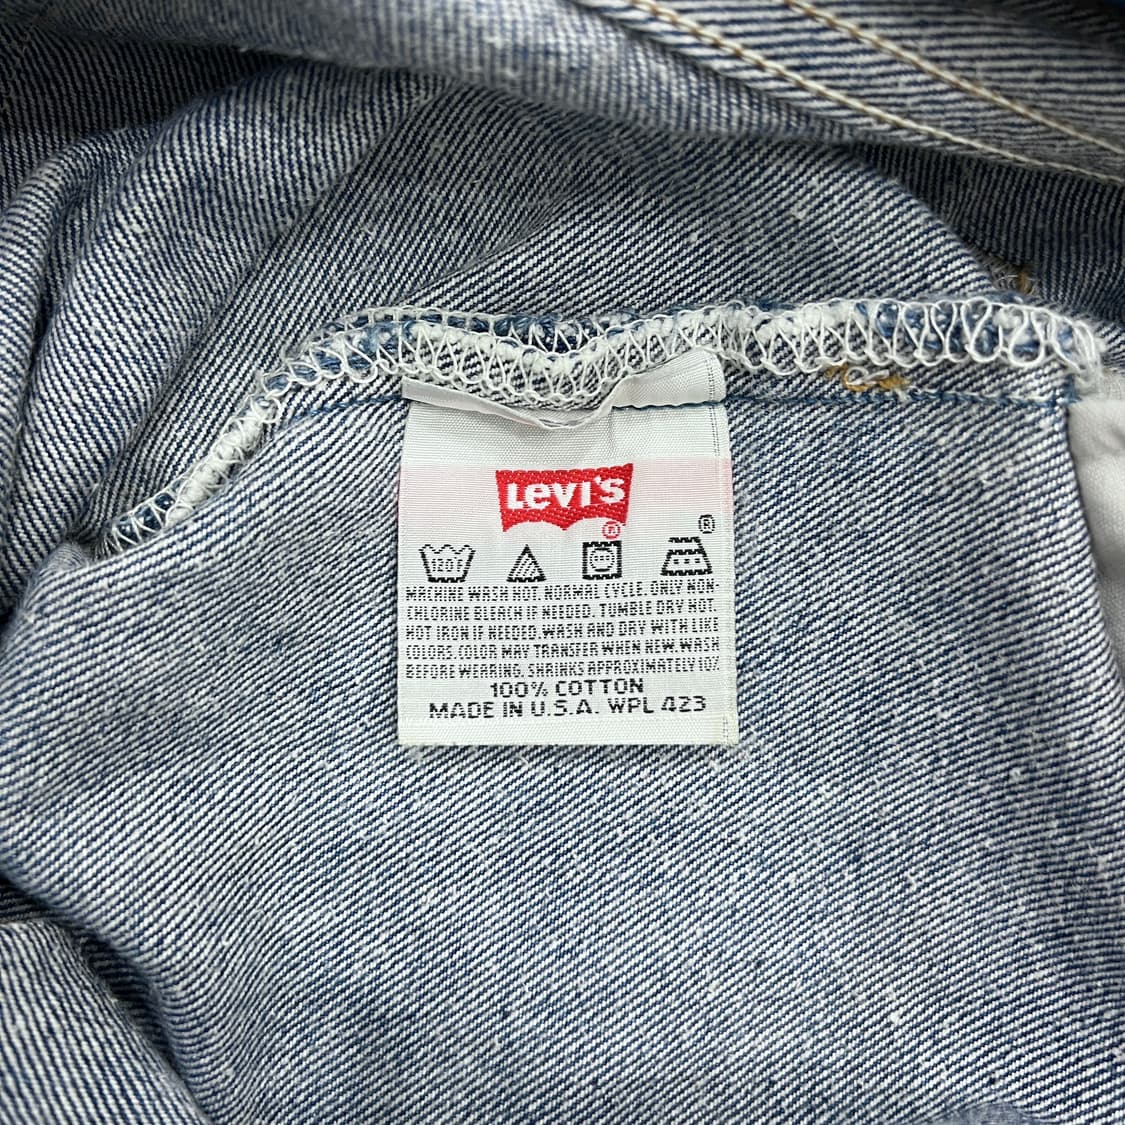 Levi's
®
®
120F
MACHINE WASH HOT. NORMAL CYCLE. ONLY NON-
CHLORINE BLEACH IF NEEDED. TUMBLE DRY HOT.
HOT IRON IF NEEDED. WASH AND DRY WITH LIKE
COLORS. COLOR MAY TRANSFER WHEN NEW. WASH
BEFORE WEARING. SHRINKS APPROXIMATELY 10%
100% COTTON
MADE IN U.S.A. WPL 423